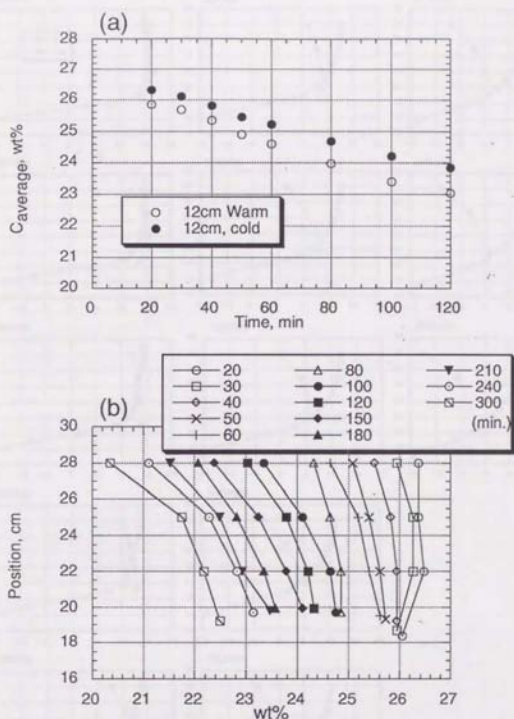 (a)
28
27
26
25
24
23
22
21
20
Caverage, wt%
12cm Warm
12cm, cold
0 20 40 60 80 100 120
Time, min
20 80 210
30 100 240
40 120 300
50 150 (min.)
60 180
(b)
30
28
26
24
22
20
18
16
Position, cm
20 21 22 23 24 25 26 27
wt%